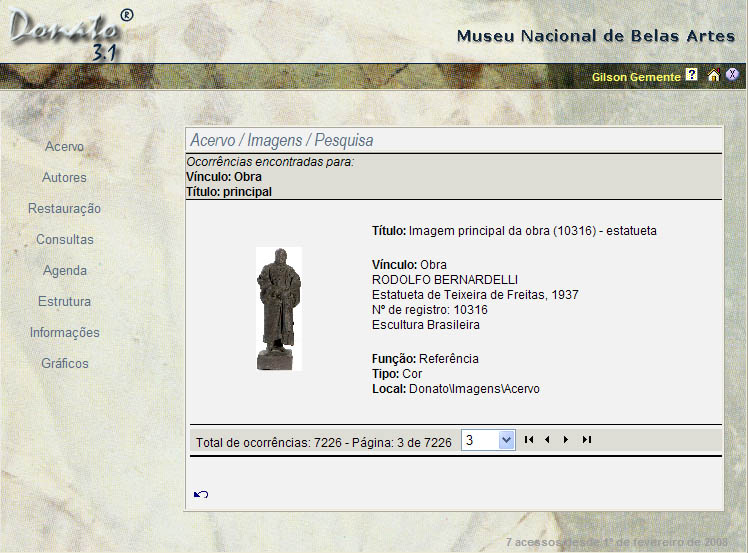 Donato ®
3.1
Museu Nacional de Belas Artes
Gilson Gemente ? X
Acervo
Autores
Restauração
Consultas
Agenda
Estrutura
Informações
Gráficos
Acervo / Imagens / Pesquisa
Ocorrências encontradas para:
Vínculo: Obra
Título: principal
Título: Imagem principal da obra (10316) - estatueta
Vínculo: Obra
RODOLFO BERNARDELLI
Estatueta de Teixeira de Freitas, 1937
Nº de registro: 10316
Escultura Brasileira
Função: Referência
Tipo: Cor
Local: Donato\Imagens\Acervo
Total de ocorrências: 7226 - Página: 3 de 7226 3
7 acessos desde 1º de fevereiro de 2008